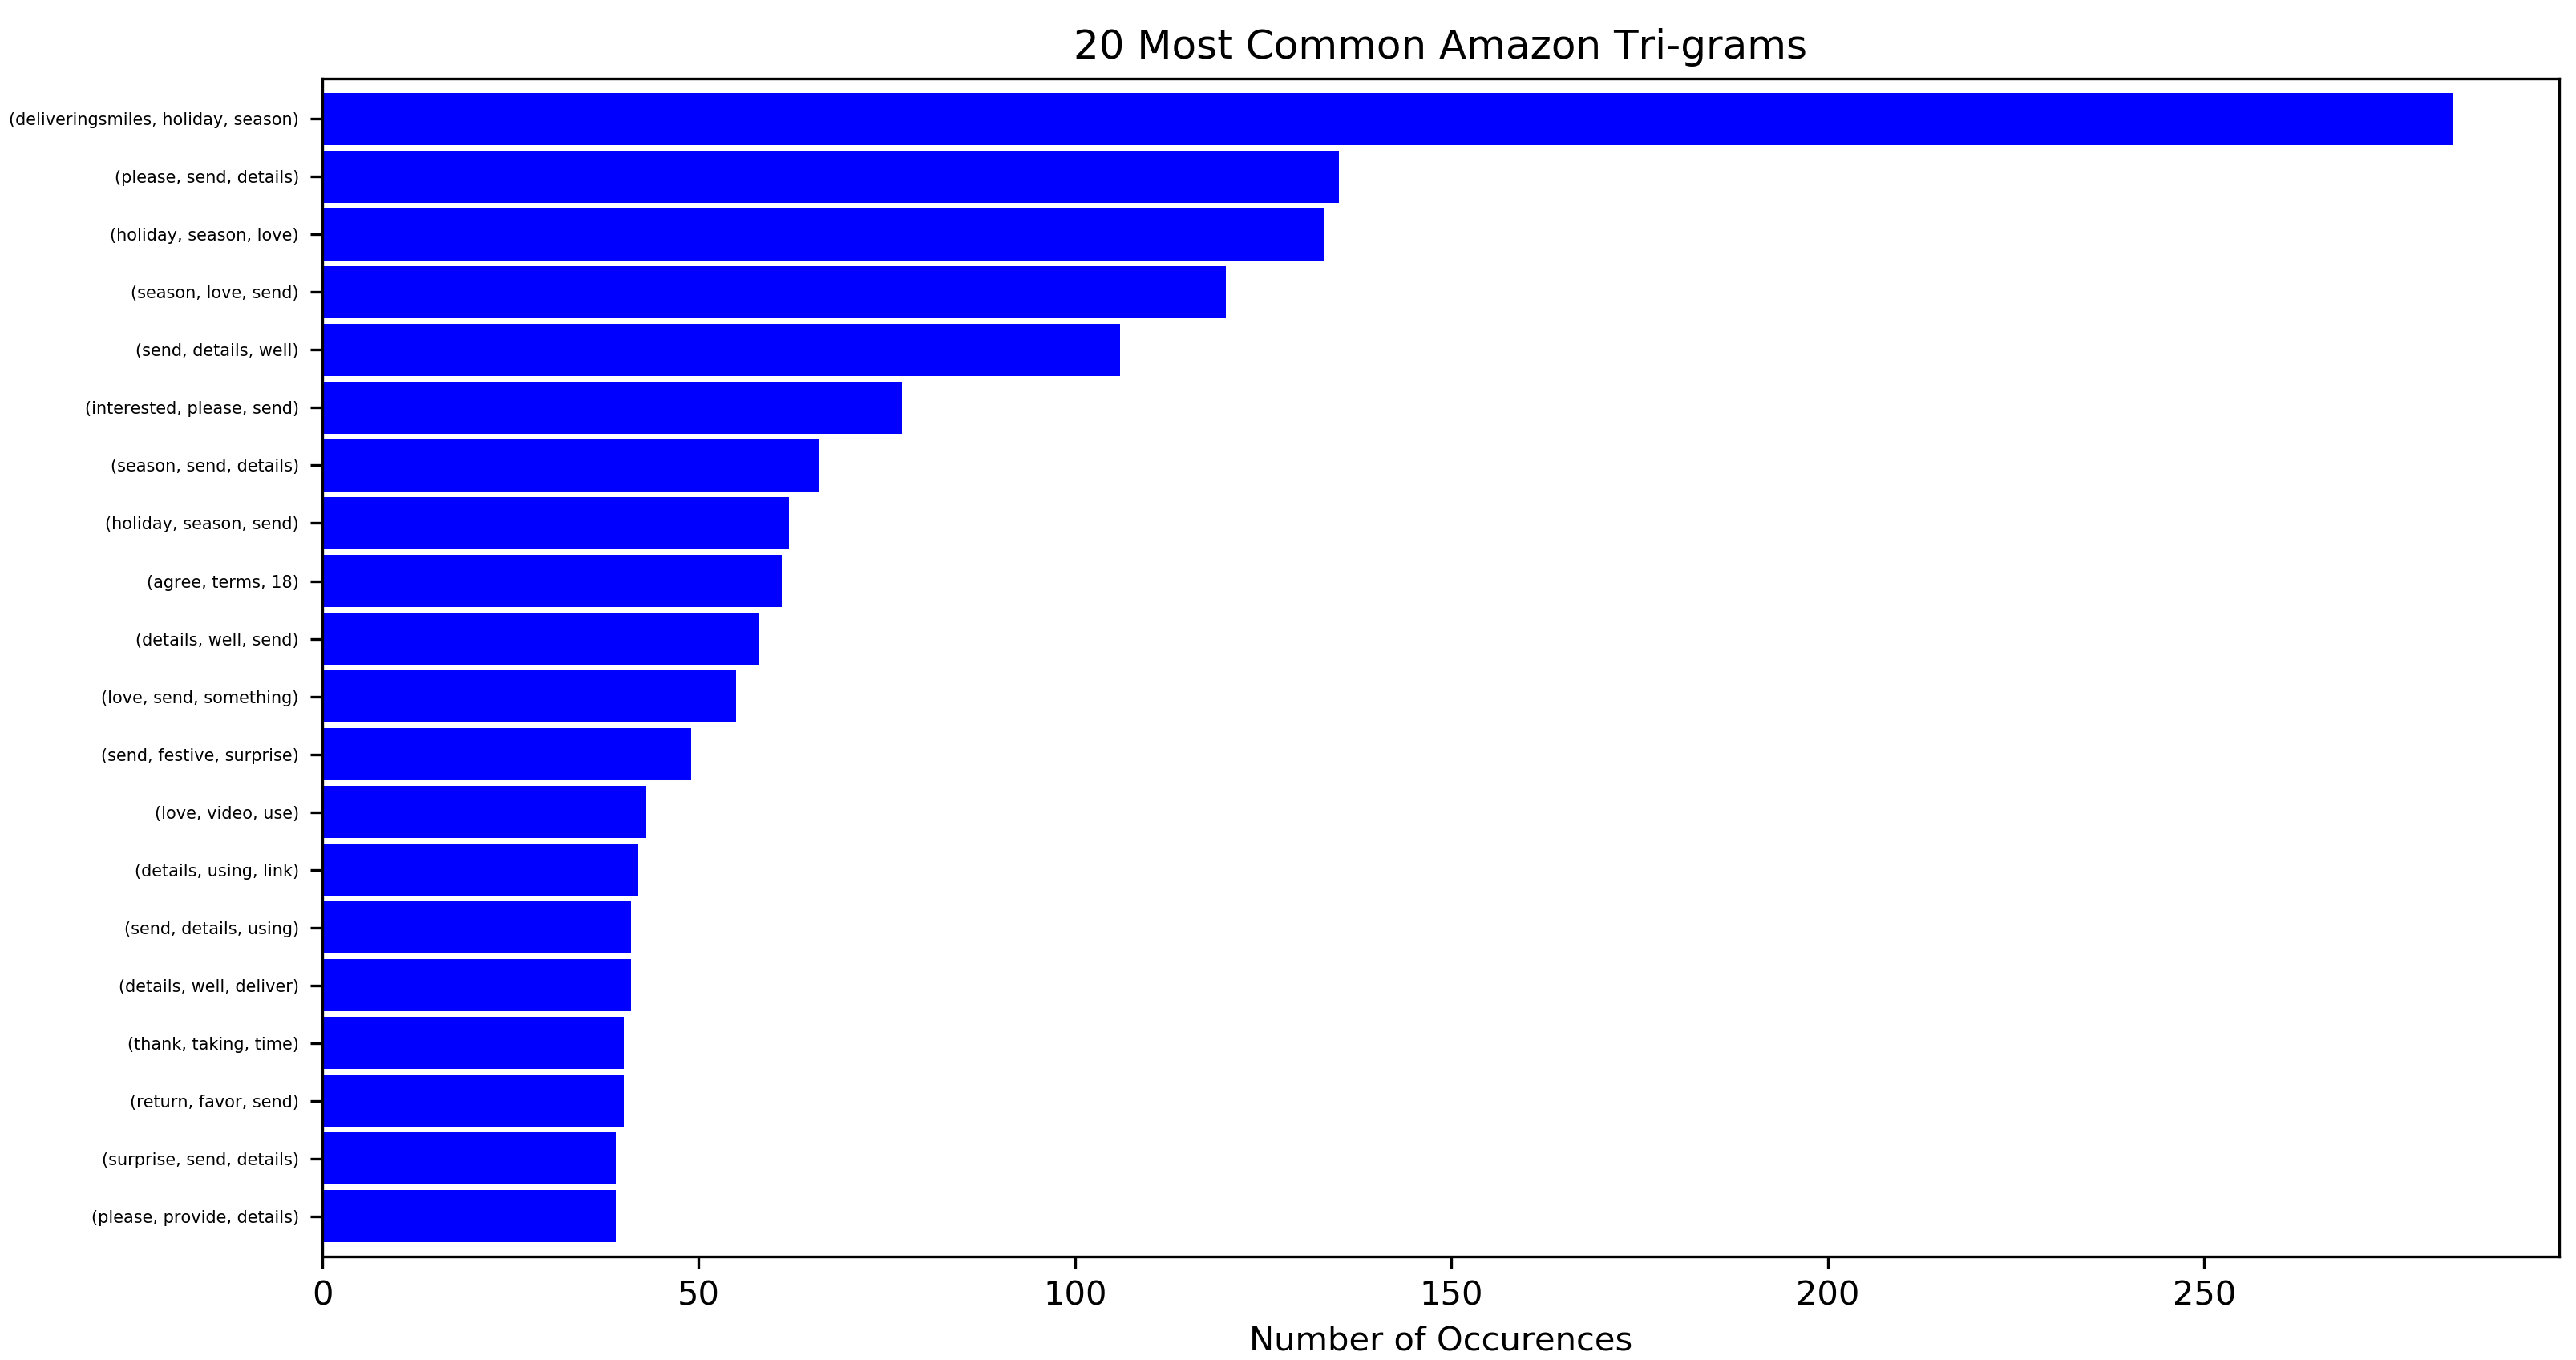 20 Most Common Amazon Tri-grams
(deliveringsmiles, holiday, season)
(please, send, details)
(holiday, season, love)
(season, love, send)
(send, details, well)
(interested, please, send)
(season, send, details)
(holiday, season, send)
(agree, terms, 18)
(details, well, send)
(love, send, something)
(send, festive, surprise)
(love, video, use)
(details, using, link)
(send, details, using)
(details, well, deliver)
(thank, taking, time)
(return, favor, send)
(surprise, send, details)
(please, provide, details)
0 50 100 150 200 250
Number of Occurences